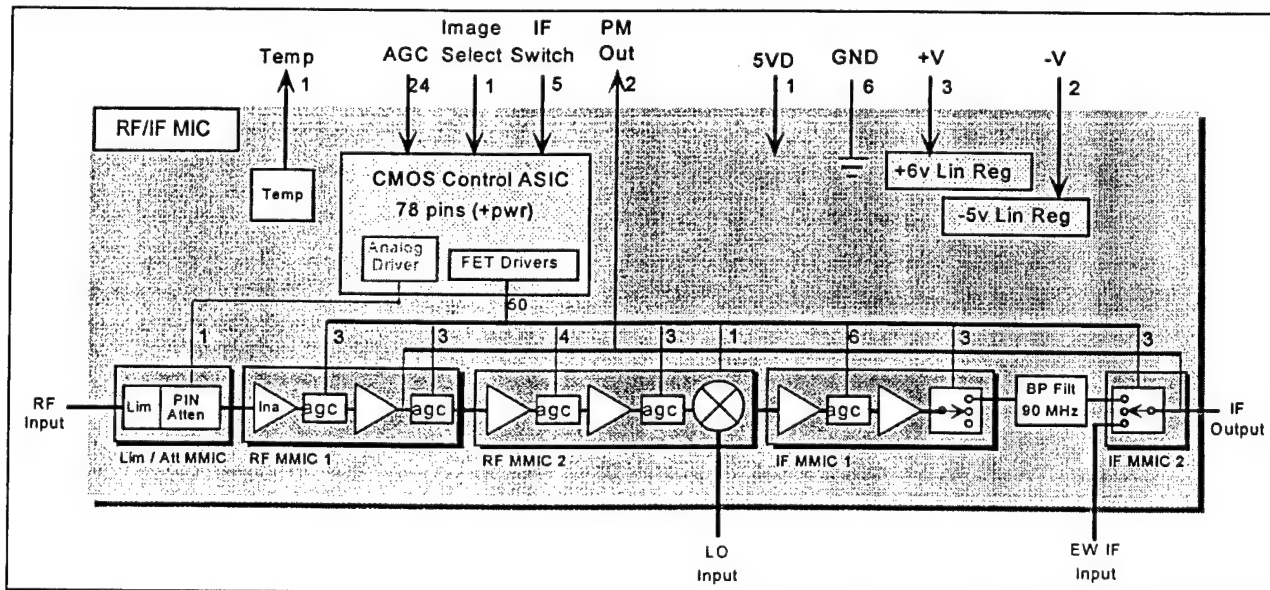 Temp
1
AGC
24
Image
Select
1
IF
Switch
5
PM
Out
2
5VD
1
GND
6
+V
3
-V
2
RF/IF MIC
Temp
CMOS Control ASIC
78 pins (+pwr)
Analog
Driver
FET Drivers
60
+6v Lin Reg
-5v Lin Reg
1
3
3
4
3
1
6
3
3
RF
Input
Lim
PIN
Atten
lna
agc
agc
agc
agc
agc
BP Filt
90 MHz
IF
Output
Lim / Att MMIC
RF MMIC 1
RF MMIC 2
IF MMIC 1
IF MMIC 2
LO
Input
EW IF
Input